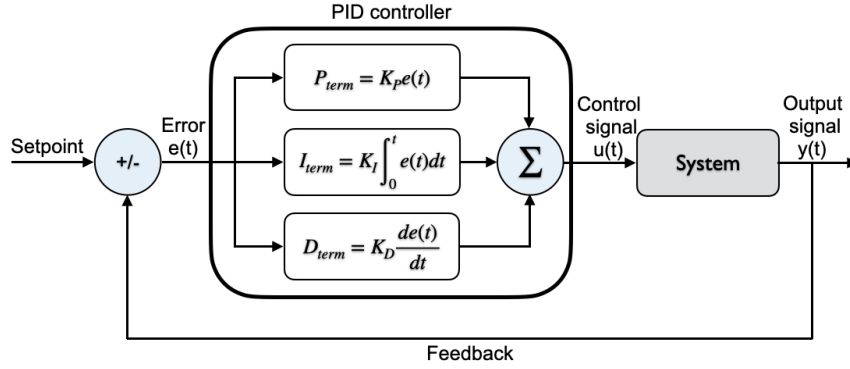 PID controller
P_term = K_P e(t)
Setpoint
+/-
Error
e(t)
I_term = K_I ∫_0^t e(t)dt
Σ
Control
signal
u(t)
System
Output
signal
y(t)
D_term = K_D de(t)/dt
Feedback